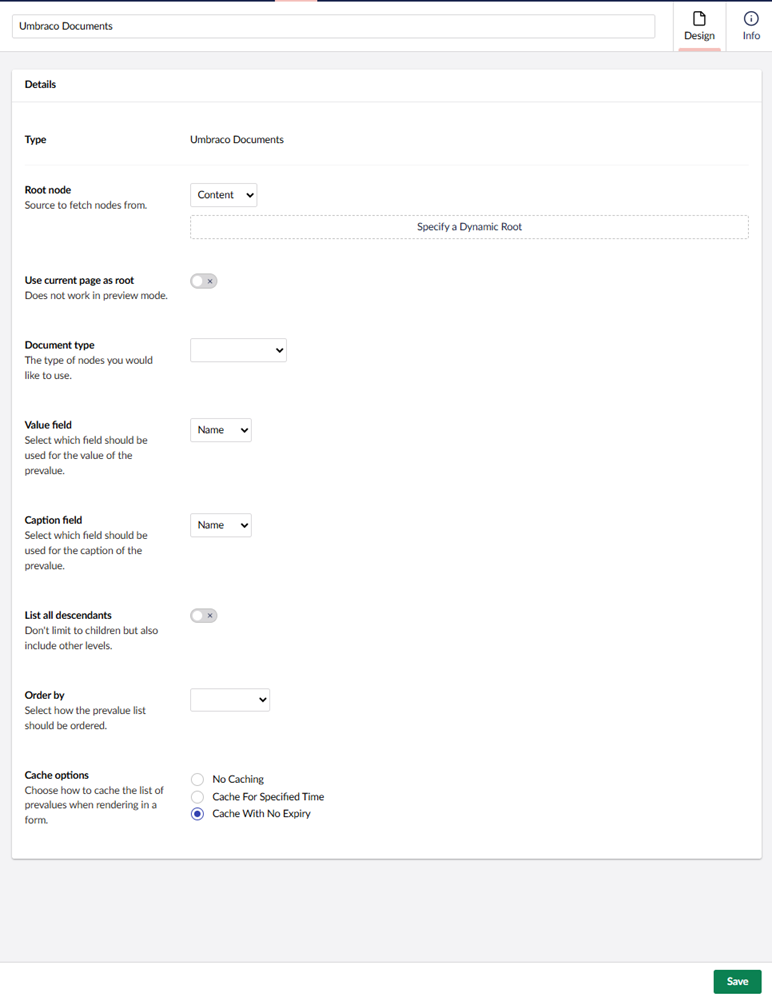 Umbraco Documents
Design
Info
Details
Type
Umbraco Documents
Root node
Source to fetch nodes from.
Content
Specify a Dynamic Root
Use current page as root
Does not work in preview mode.
Document type
The type of nodes you would
like to use.
Value field
Select which field should be
used for the value of the
prevalue.
Name
Caption field
Select which field should be
used for the caption of the
prevalue.
Name
List all descendants
Don't limit to children but also
include other levels.
Order by
Select how the prevalue list
should be ordered.
Cache options
Choose how to cache the list of
prevalues when rendering in a
form.
No Caching
Cache For Specified Time
Cache With No Expiry
Save